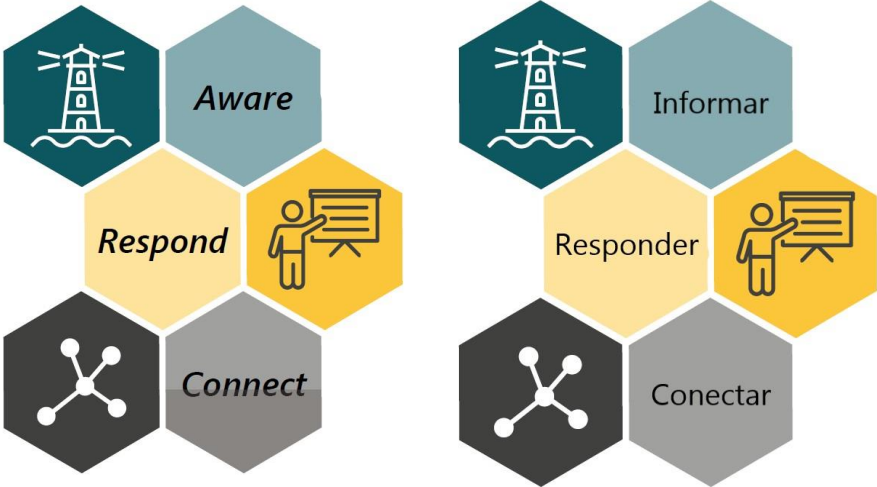 Aware
Respond
Connect
Informar
Responder
Conectar